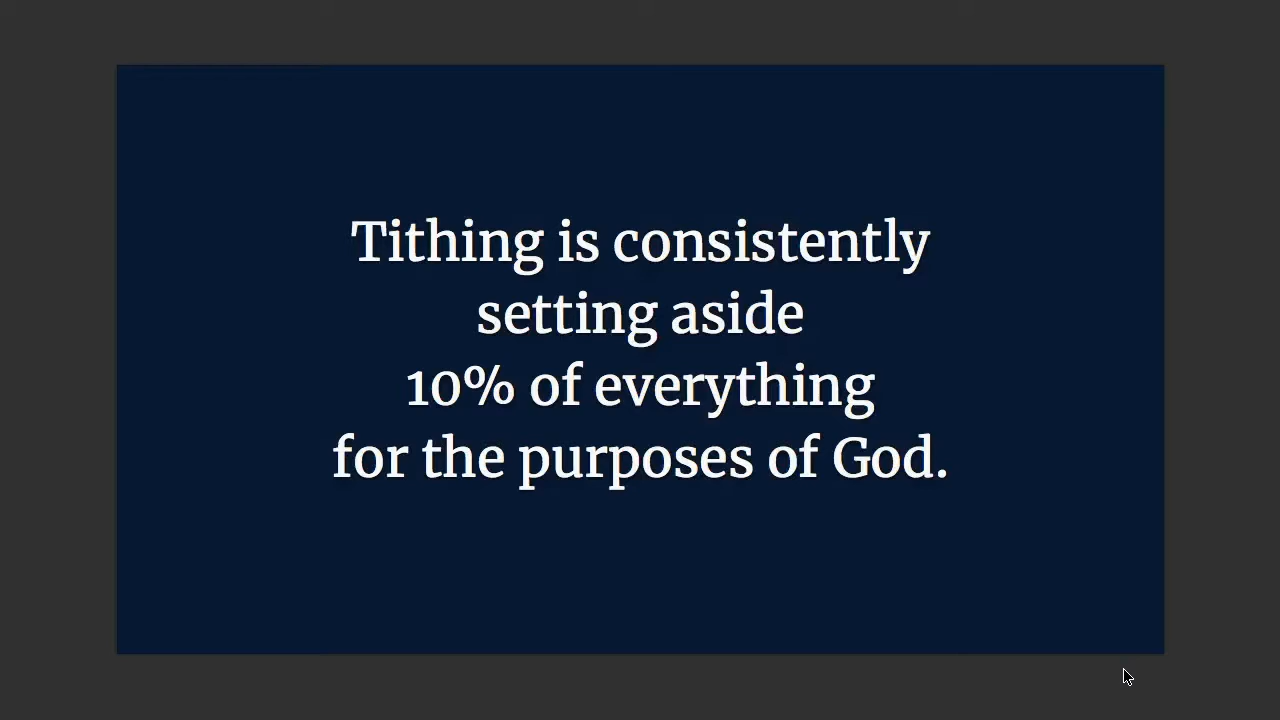 Tithing is consistently
setting aside
10% of everything
for the purposes of God.